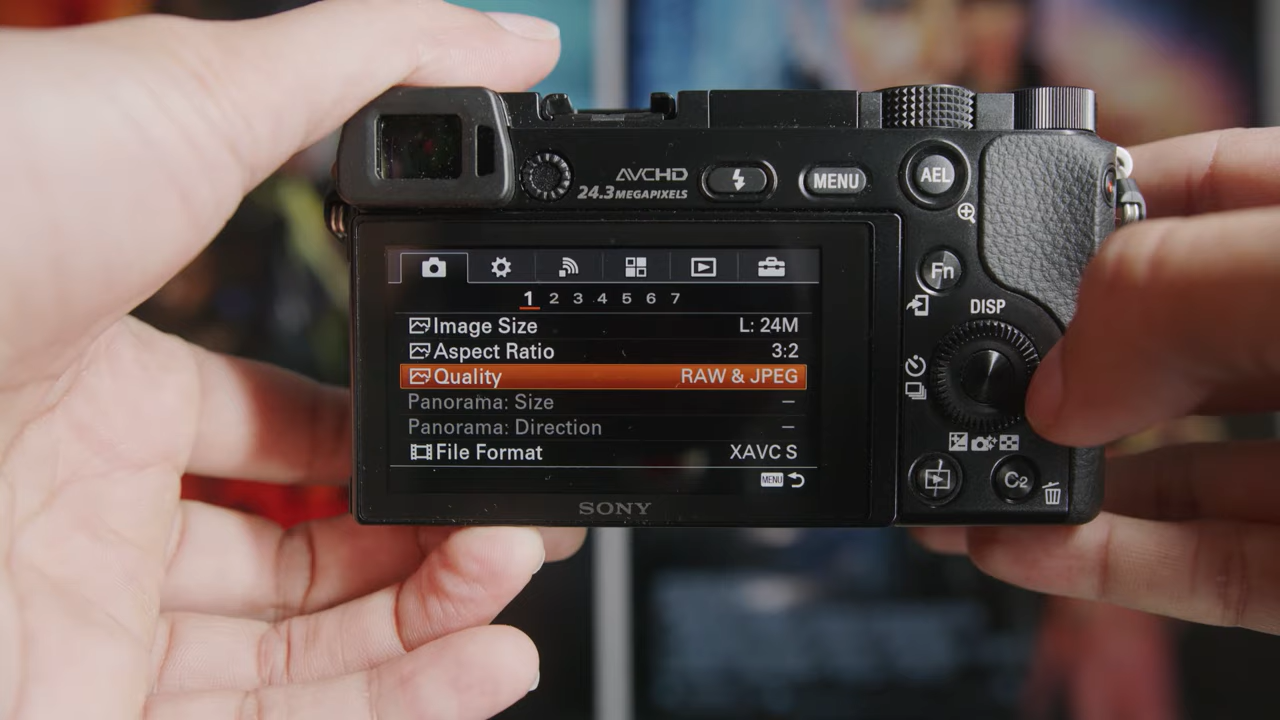 AVCHD
24.3 MEGAPIXELS
MENU
AEL
Fn
DISP
1 2 3 4 5 6 7
Image Size L: 24M
Aspect Ratio 3:2
Quality RAW & JPEG
Panorama: Size –
Panorama: Direction –
File Format XAVC S
MENU
C2
SONY